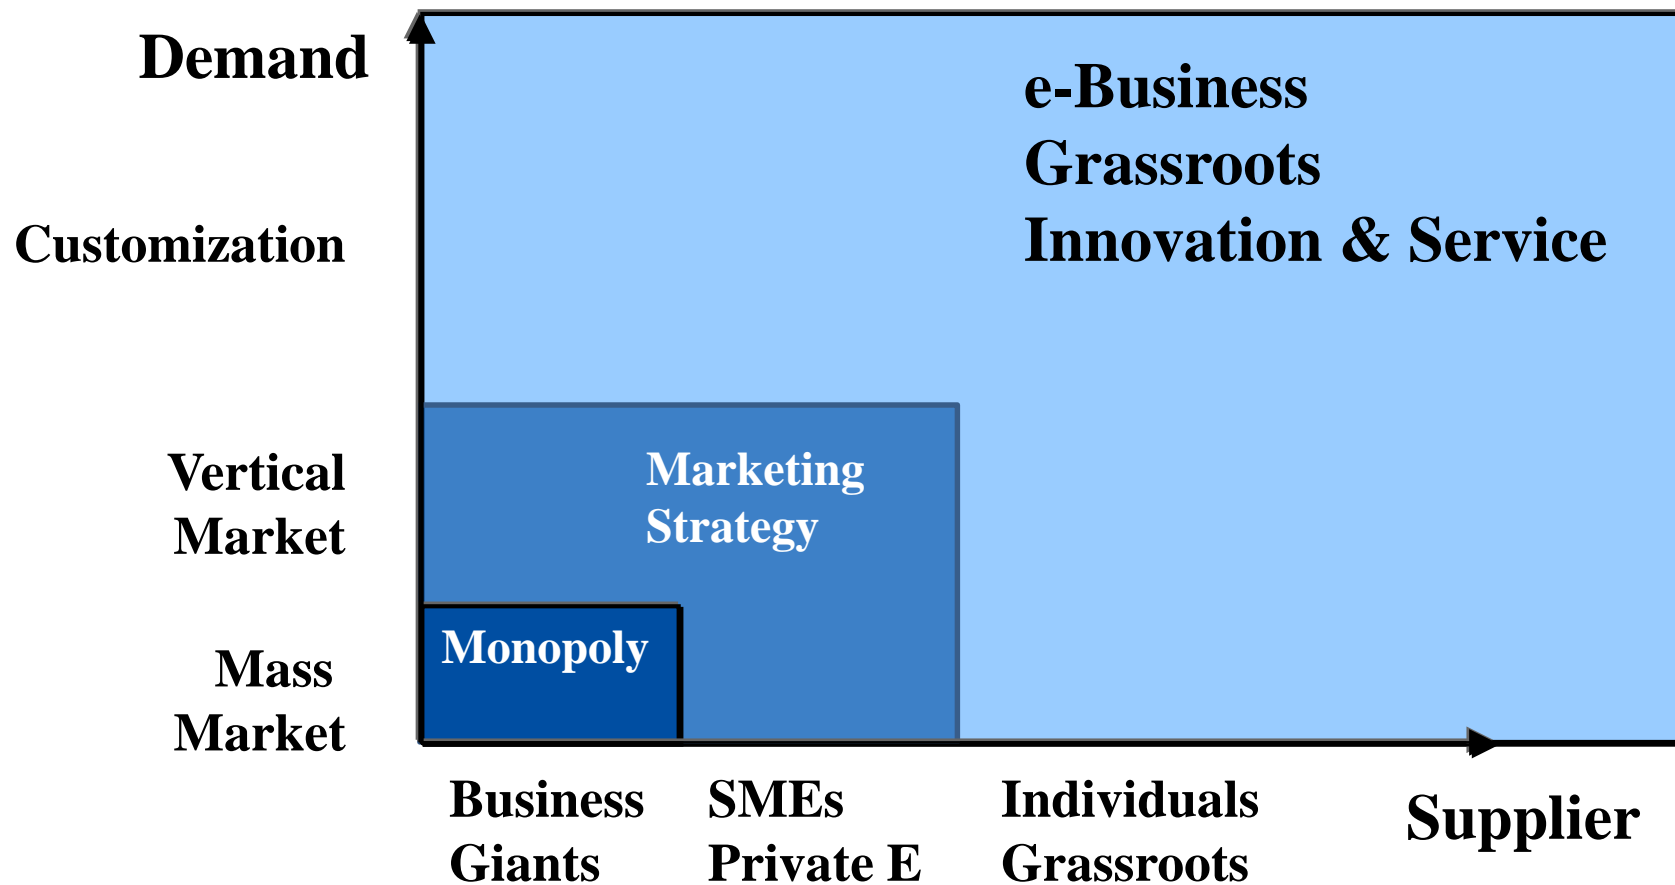 Demand
e-Business
Grassroots
Innovation & Service
Customization
Vertical
Market
Marketing
Strategy
Monopoly
Mass
Market
Business
Giants
SMEs
Private E
Individuals
Grassroots
Supplier